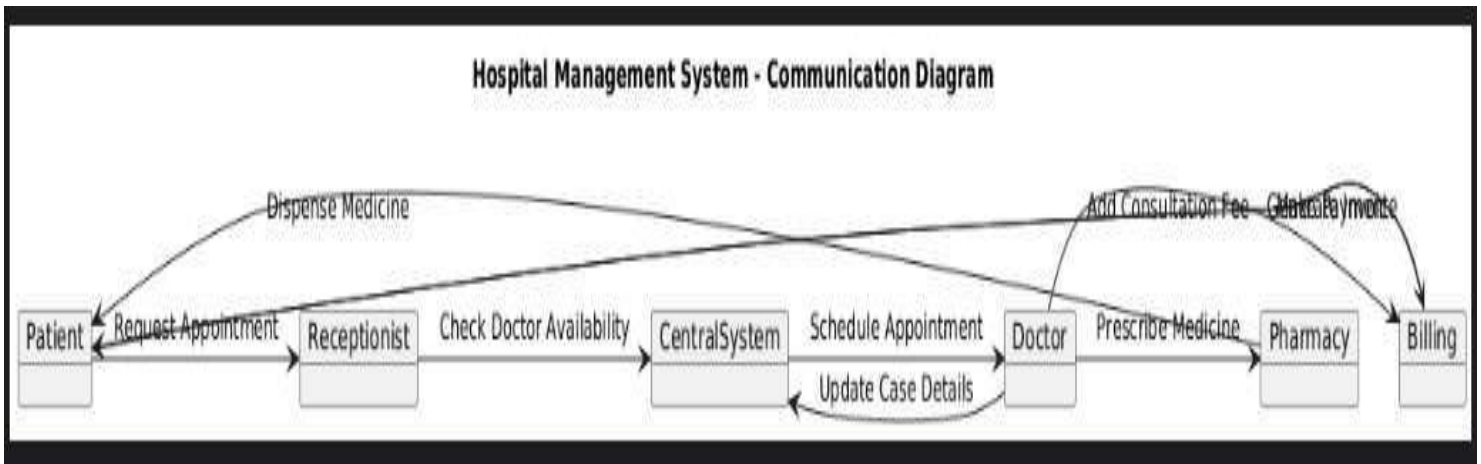 Hospital Management System - Communication Diagram
Dispense Medicine
Add Consultation Fee
Patient
Request Appointment
Receptionist
Check Doctor Availability
CentralSystem
Schedule Appointment
Doctor
Prescribe Medicine
Pharmacy
Billing
Update Case Details